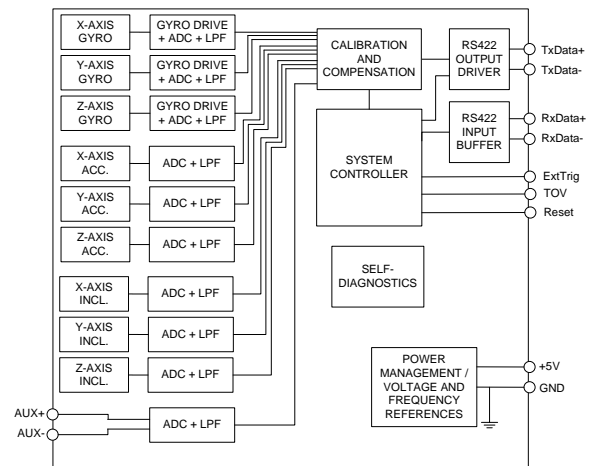 X-AXIS
GYRO
GYRO DRIVE
+ ADC + LPF
Y-AXIS
GYRO
GYRO DRIVE
+ ADC + LPF
Z-AXIS
GYRO
GYRO DRIVE
+ ADC + LPF
X-AXIS
ACC.
ADC + LPF
Y-AXIS
ACC.
ADC + LPF
Z-AXIS
ACC.
ADC + LPF
X-AXIS
INCL.
ADC + LPF
Y-AXIS
INCL.
ADC + LPF
Z-AXIS
INCL.
ADC + LPF
AUX+
AUX-
ADC + LPF
CALIBRATION
AND
COMPENSATION
RS422
OUTPUT
DRIVER
TxData+
TxData-
RS422
INPUT
BUFFER
RxData+
RxData-
SYSTEM
CONTROLLER
ExtTrig
TOV
Reset
SELF-
DIAGNOSTICS
POWER
MANAGEMENT /
VOLTAGE AND
FREQUENCY
REFERENCES
+5V
GND